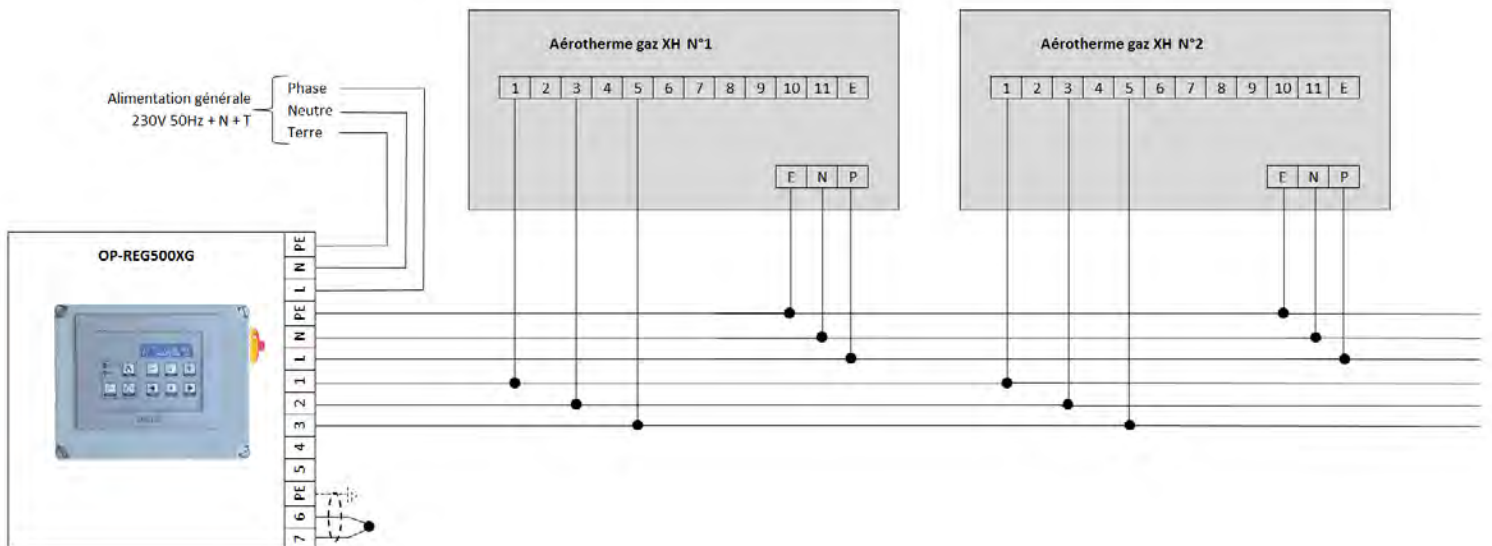 Aérotherme gaz XH N°1
1 2 3 4 5 6 7 8 9 10 11 E
E N P
Aérotherme gaz XH N°2
1 2 3 4 5 6 7 8 9 10 11 E
E N P
Alimentation générale
230V 50Hz + N + T
Phase
Neutre
Terre
OP-REG500XG
PE
N
L
PE
N
L
1
2
3
4
5
PE
6
7